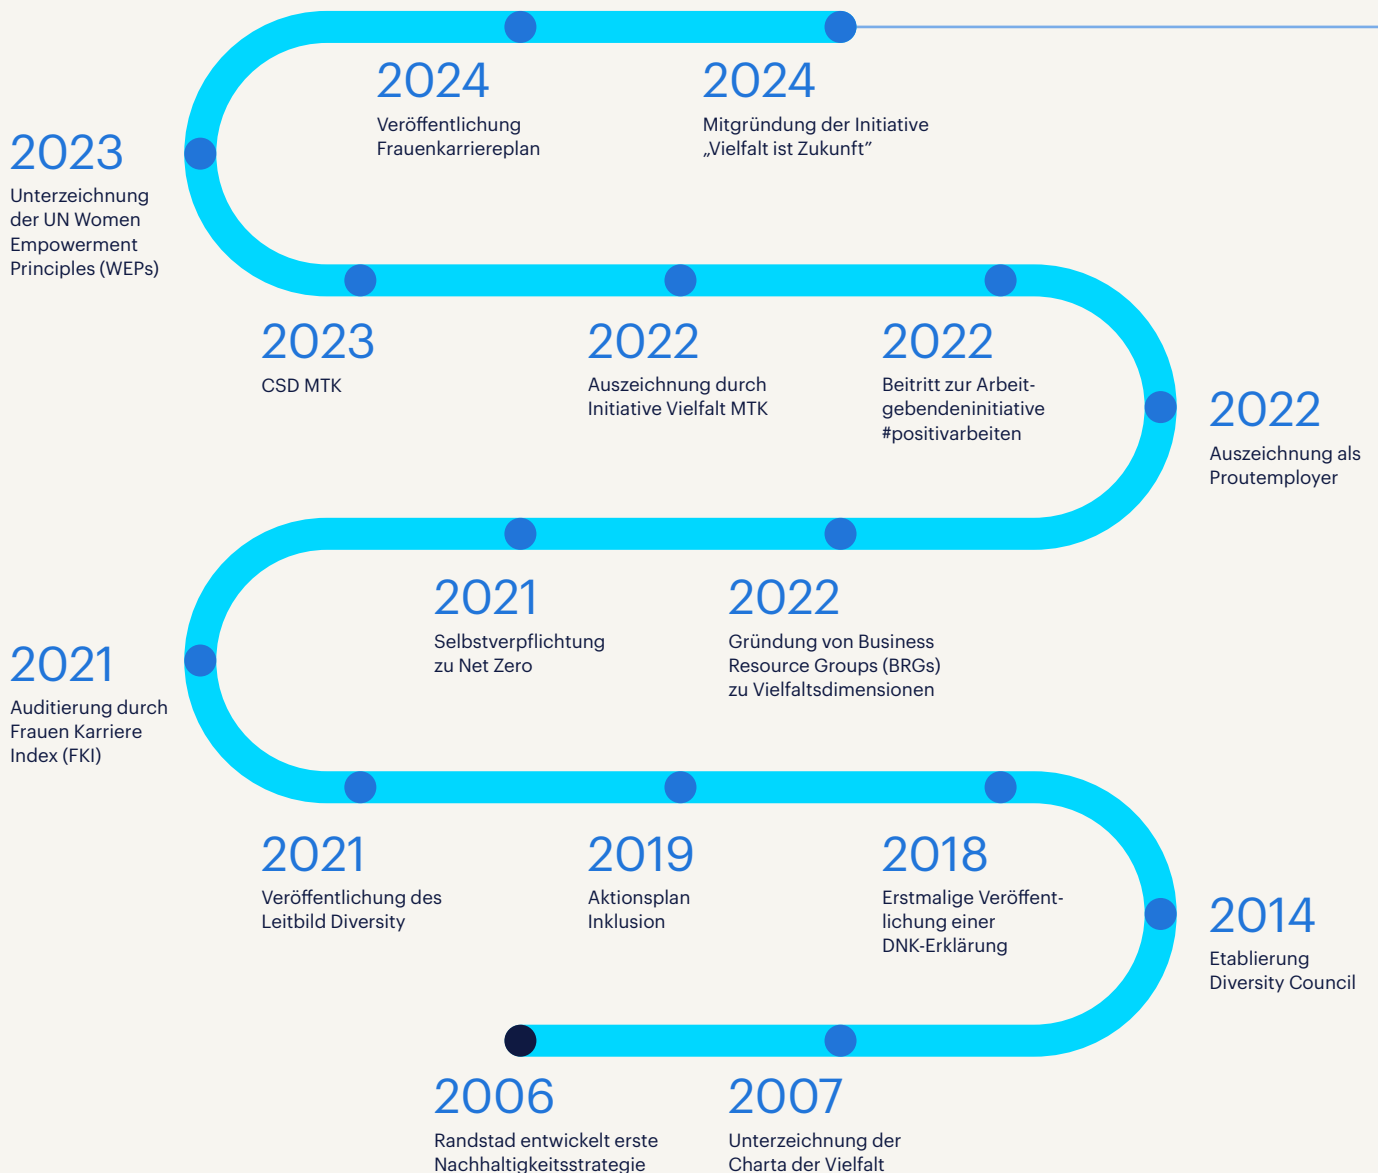 2024
Veröffentlichung
Frauenkarriereplan
2024
Mitgründung der Initiative
„Vielfalt ist Zukunft”
2023
Unterzeichnung
der UN Women
Empowerment
Principles (WEPs)
2023
CSD MTK
2022
Auszeichnung durch
Initiative Vielfalt MTK
2022
Beitritt zur Arbeit-
gebendeninitiative
#positivarbeiten
2022
Auszeichnung als
Proutemployer
2021
Selbstverpflichtung
zu Net Zero
2022
Gründung von Business
Resource Groups (BRGs)
zu Vielfaltsdimensionen
2021
Auditierung durch
Frauen Karriere
Index (FKI)
2021
Veröffentlichung des
Leitbild Diversity
2019
Aktionsplan
Inklusion
2018
Erstmalige Veröffent-
lichung einer
DNK-Erklärung
2014
Etablierung
Diversity Council
2006
Randstad entwickelt erste
Nachhaltigkeitsstrategie
2007
Unterzeichnung der
Charta der Vielfalt